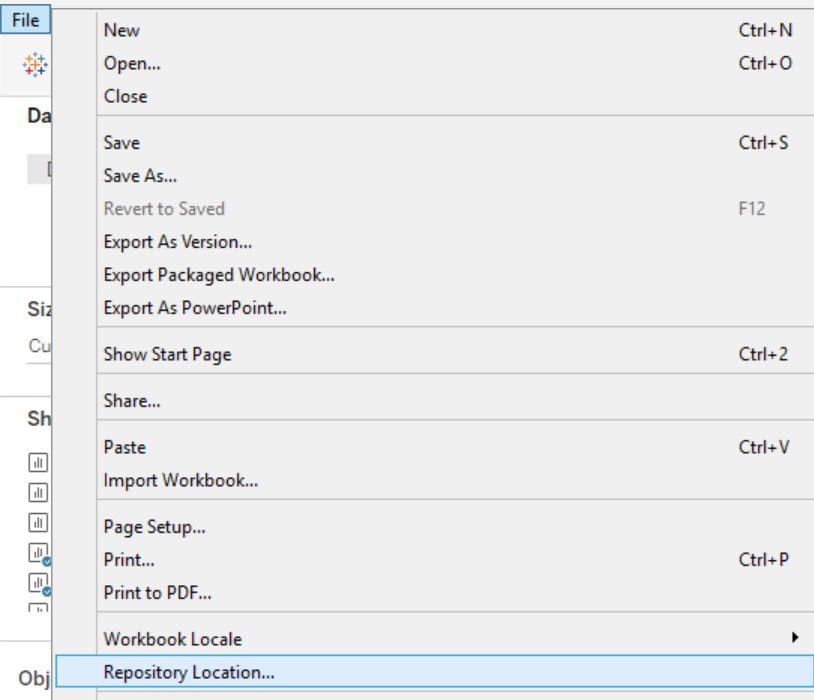 File
New Ctrl+N
Open... Ctrl+O
Close
Da
Save Ctrl+S
Save As...
Revert to Saved F12
Export As Version...
Export Packaged Workbook...
Export As PowerPoint...
Siz
Cu
Show Start Page Ctrl+2
Share...
Sh
Paste Ctrl+V
Import Workbook...
Page Setup...
Print... Ctrl+P
Print to PDF...
Workbook Locale
Repository Location...
Obj